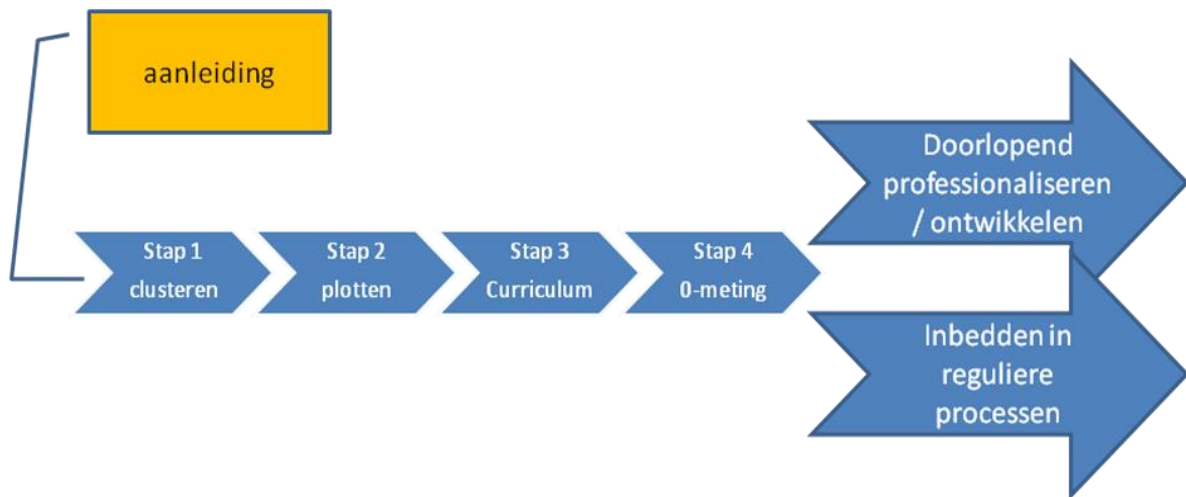 aanleiding
Stap 1
clusteren
Stap 2
plotten
Stap 3
Curriculum
Stap 4
0-meting
Doorlopend
professionaliseren
/ ontwikkelen
Inbedden in
reguliere
processen